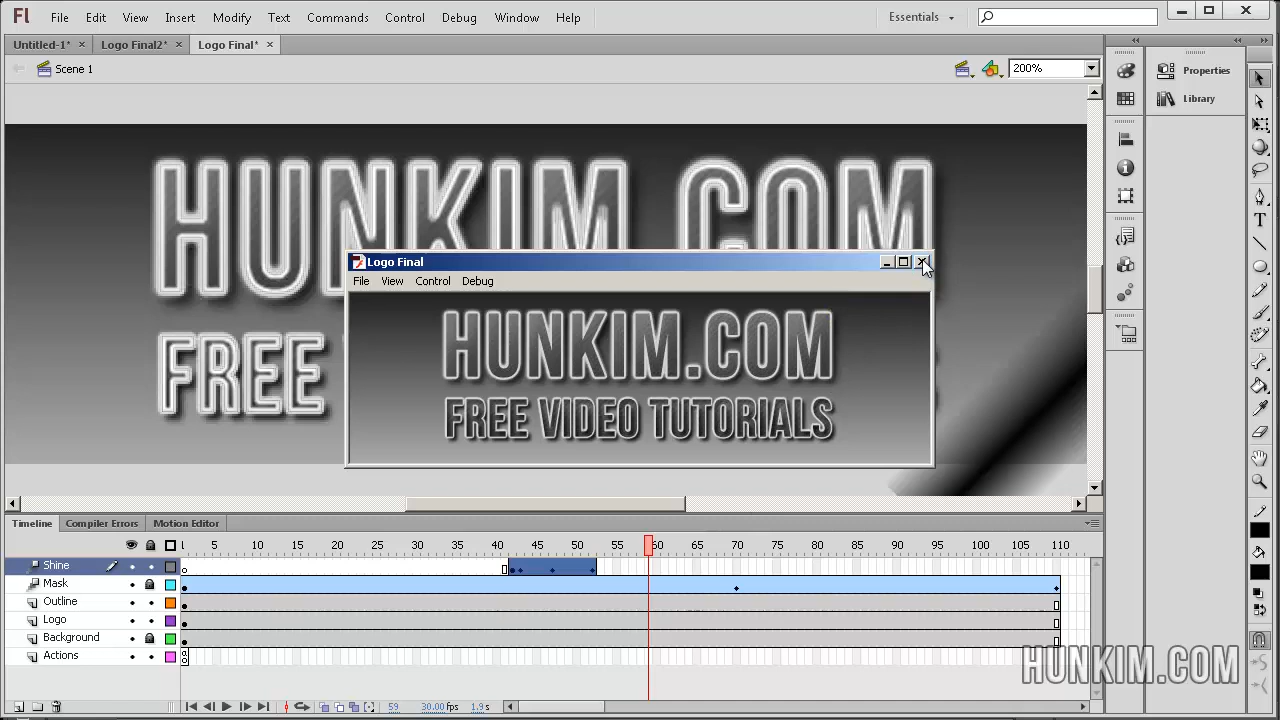 Fl File Edit View Insert Modify Text Commands Control Debug Window Help Essentials
Untitled-1* Logo Final2* Logo Final*
Scene 1 200%
Properties
Library
HUNKIM.COM
FREE
Logo Final
File View Control Debug
HUNKIM.COM
FREE VIDEO TUTORIALS
Timeline Compiler Errors Motion Editor
5 10 15 20 25 30 35 40 45 50 55 60 65 70 75 80 85 90 95 100 105 110
Shine
Mask
Outline
Logo
Background
Actions
59 30.00fps 1.9s
HUNKIM.COM